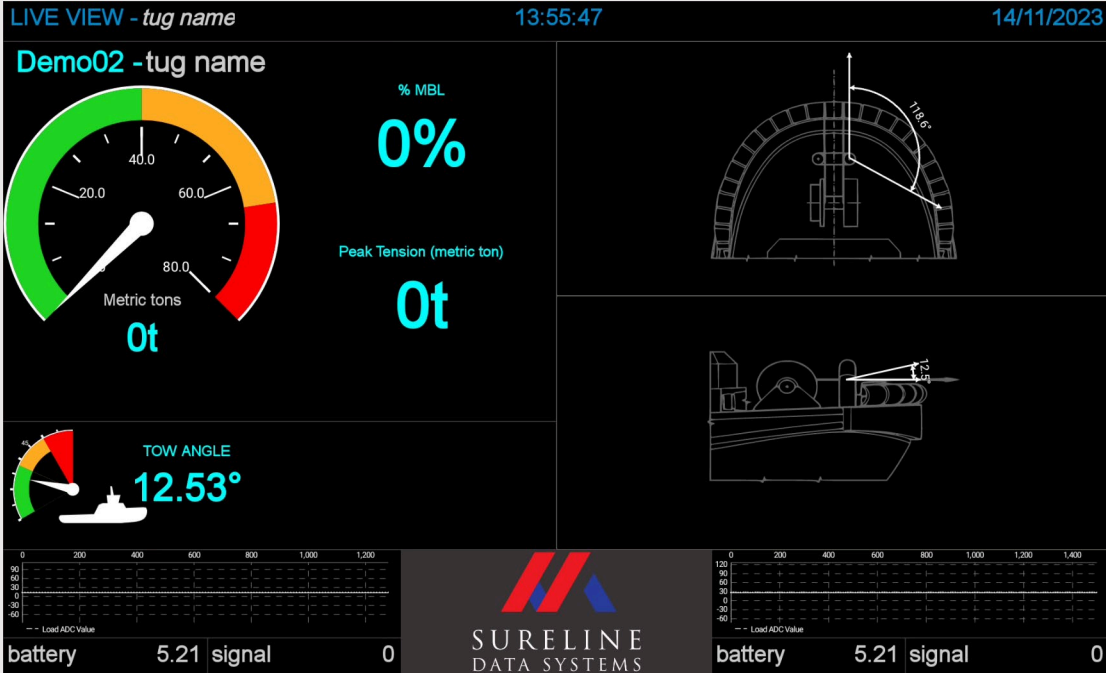 LIVE VIEW - tug name
13:55:47
14/11/2023
Demo02 -tug name
% MBL
0%
40.0
20.0
60.0
80.0
Peak Tension (metric ton)
0t
Metric tons
0t
118.6°
12.5°
45
TOW ANGLE
12.53°
0 200 400 600 800 1,000 1,200
90
60
30
0
-30
-60
Load ADC Value
battery 5.21 signal 0
SURELINE
DATA SYSTEMS
0 200 400 600 800 1,000 1,200 1,400
120
90
60
30
0
-30
-60
Load ADC Value
battery 5.21 signal 0